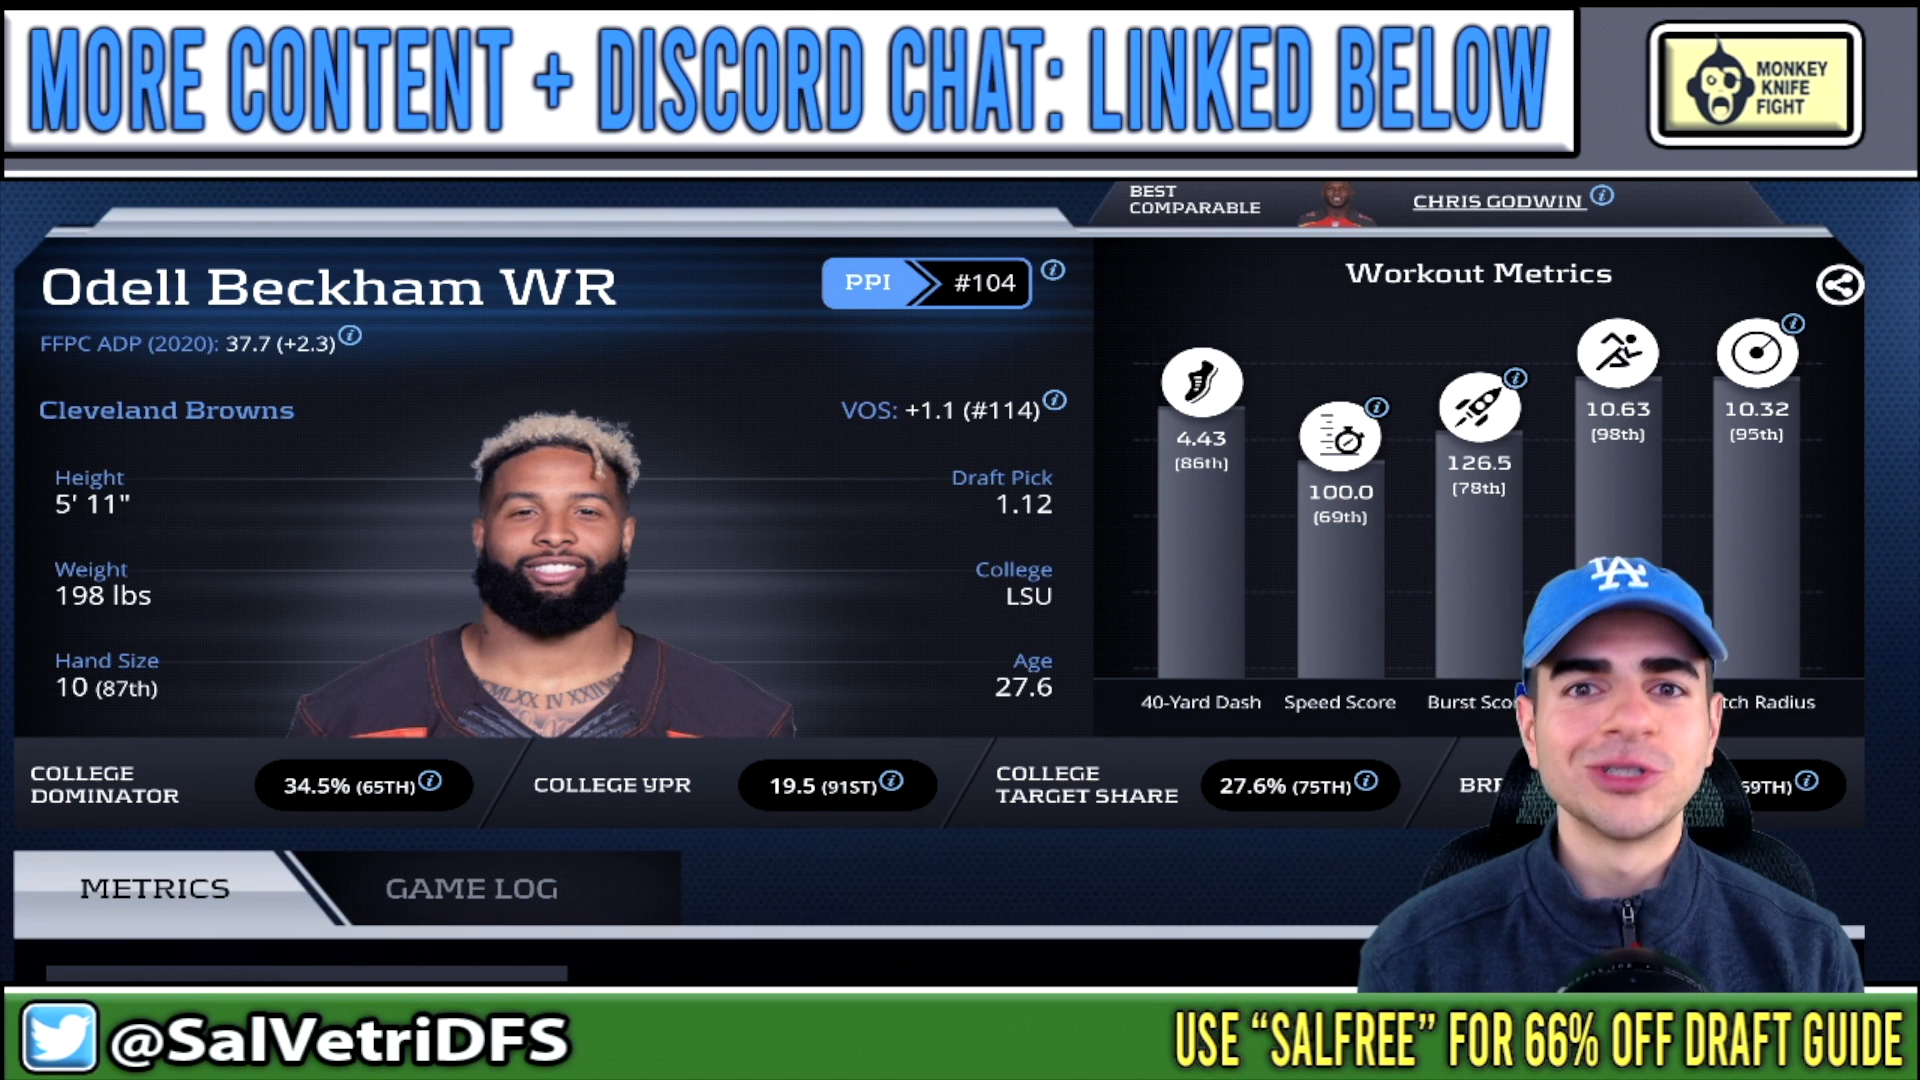 MORE CONTENT + DISCORD CHAT: LINKED BELOW
MONKEY
KNIFE
FIGHT
BEST
COMPARABLE
CHRIS GODWIN
Odell Beckham WR
PPI #104
FFPC ADP (2020): 37.7 (+2.3)
Cleveland Browns
VOS: +1.1 (#114)
Height
5' 11"
Weight
198 lbs
Hand Size
10 (87th)
Draft Pick
1.12
College
LSU
Age
27.6
Workout Metrics
4.43
(86th)
100.0
(69th)
126.5
(78th)
10.63
(98th)
10.32
(95th)
40-Yard Dash
Speed Score
Burst Sco
tch Radius
COLLEGE
DOMINATOR
34.5% (65TH)
COLLEGE YPR
19.5 (91ST)
COLLEGE
TARGET SHARE
27.6% (75TH)
METRICS
GAME LOG
LA
@SalVetriDFS
USE “SALFREE” FOR 66% OFF DRAFT GUIDE